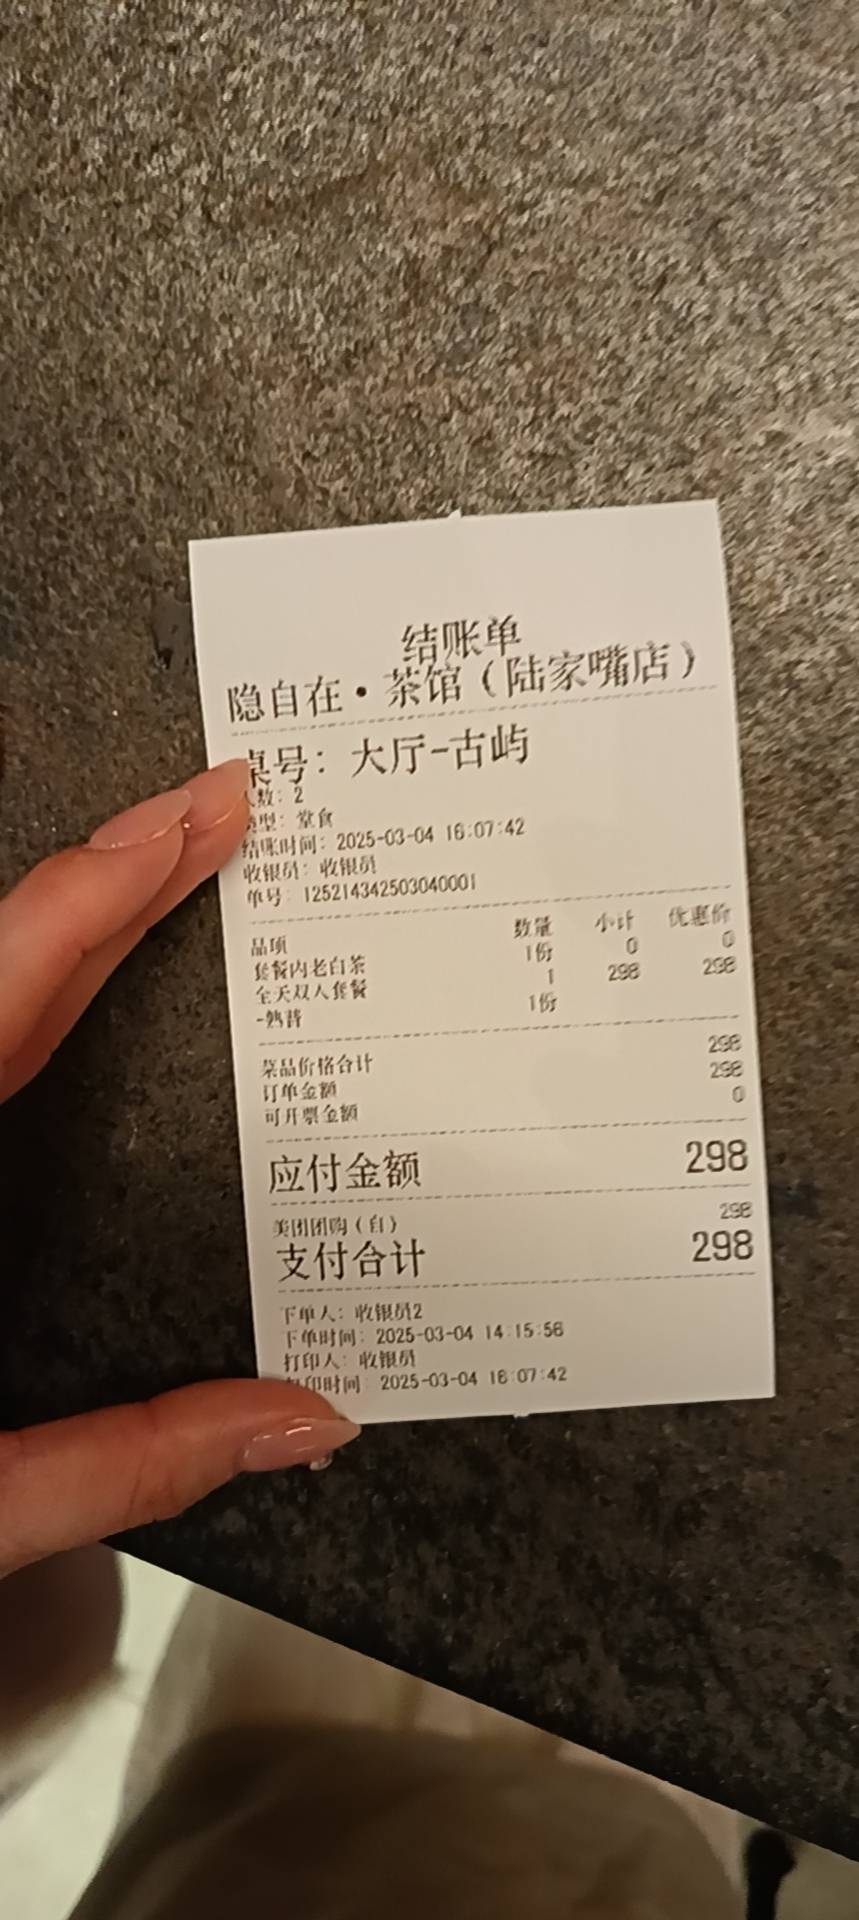 结账单
隐自在·茶馆（陆家嘴店）
桌号：大厅-古屿
人数：2
类型：堂食
结账时间：2025-03-04 16:07:42
收银员：收银员
单号：125214342503040001
品项 数量 小计 优惠价
套餐内老白茶 1份 0 0
全天双人套餐 1 298 298
-熟普 1份
菜品价格合计 298
订单金额 298
可开票金额 0
应付金额 298
美团团购（自） 298
支付合计 298
下单人：收银员2
下单时间：2025-03-04 14:15:56
打印人：收银员
打印时间：2025-03-04 16:07:42